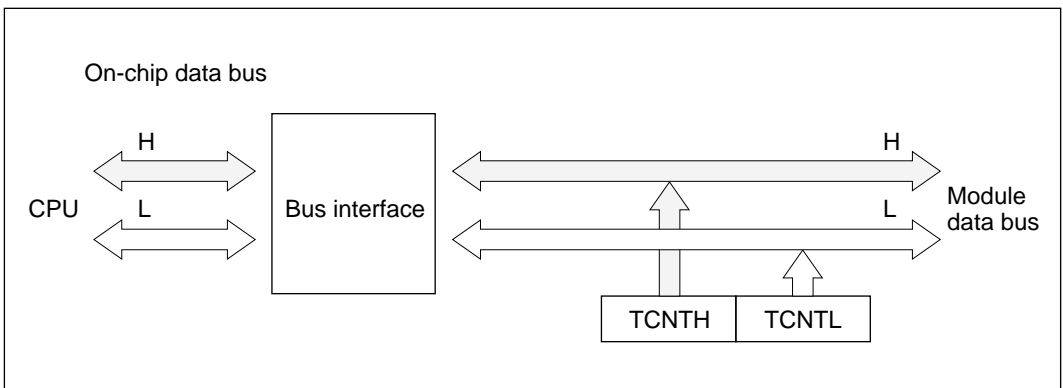 On-chip data bus
H
H
CPU
L
Bus interface
L
Module
data bus
TCNTH
TCNTL